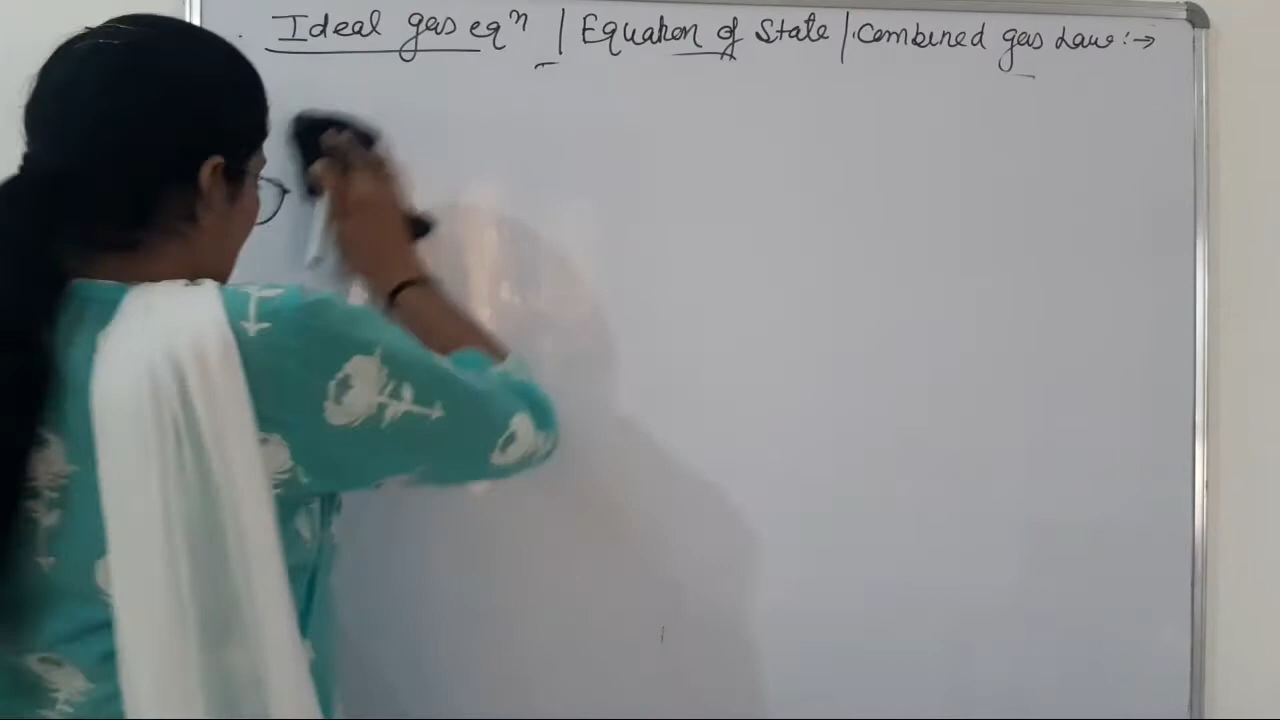 Ideal gas eqⁿ | Equation of State | Combined gas Law :→